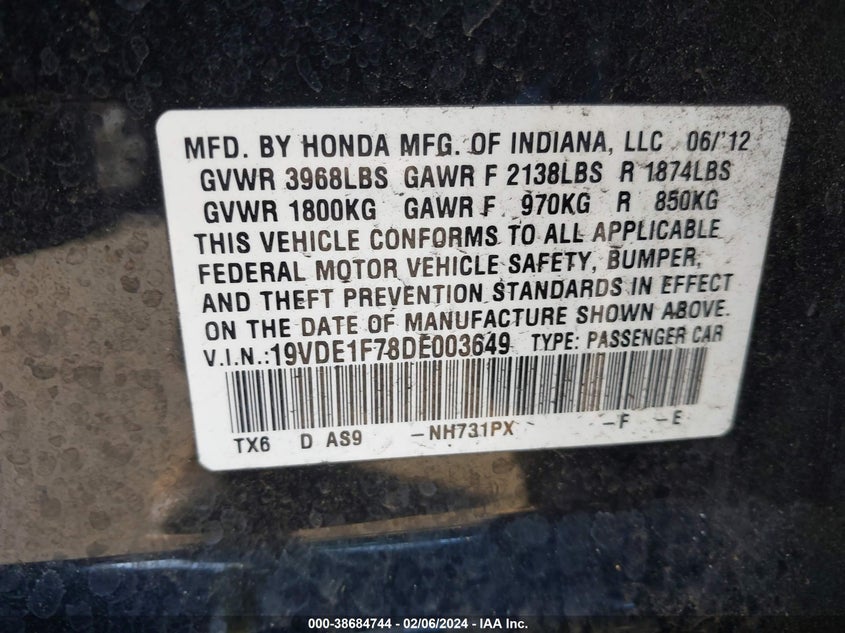 MFD. BY HONDA MFG. OF INDIANA, LLC 06/'12
GVWR 3968LBS GAWR F 2138LBS R 1874LBS
GVWR 1800KG GAWR F 970KG R 850KG
THIS VEHICLE CONFORMS TO ALL APPLICABLE
FEDERAL MOTOR VEHICLE SAFETY, BUMPER,
AND THEFT PREVENTION STANDARDS IN EFFECT
ON THE DATE OF MANUFACTURE SHOWN ABOVE.
V.I.N.:19VDE1F78DE003649 TYPE: PASSENGER CAR
TX6 D AS9 -NH731PX -F -E
000-38684744 - 02/06/2024 - IAA Inc.